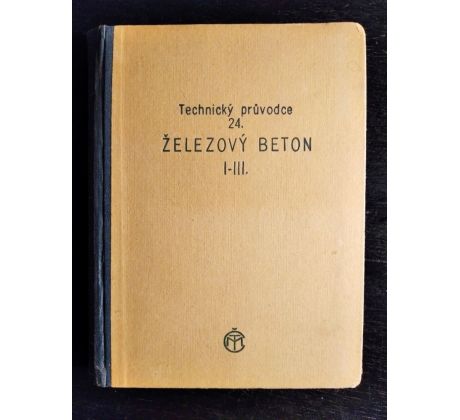 Technický průvodce
24.
ŽELEZOVÝ BETON
I-III.